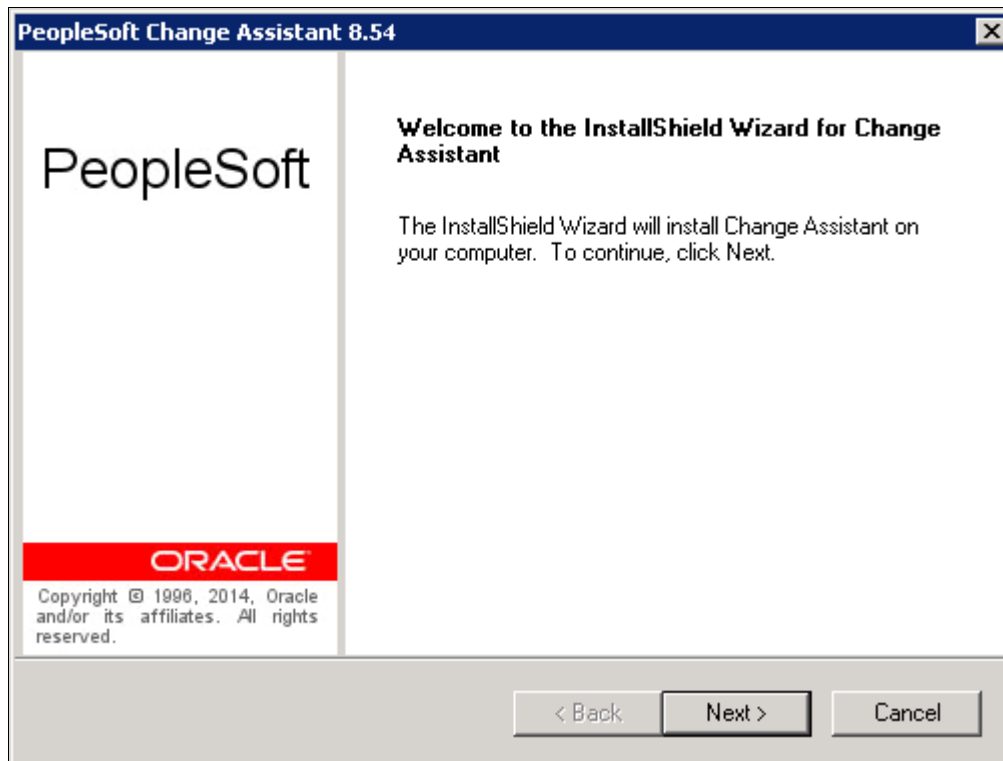 PeopleSoft Change Assistant 8.54
PeopleSoft
Welcome to the InstallShield Wizard for Change
Assistant
The InstallShield Wizard will install Change Assistant on
your computer.  To continue, click Next.
ORACLE
Copyright © 1996, 2014, Oracle
and/or its affiliates. All rights
reserved.
< Back
Next >
Cancel